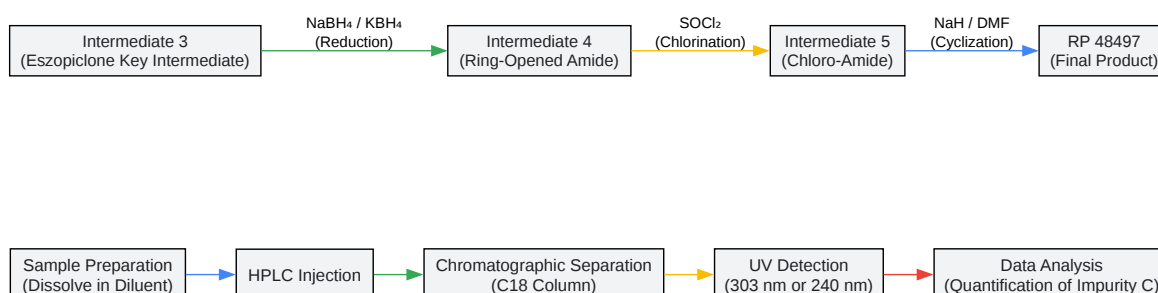 NaBH₄ / KBH₄
(Reduction)
SOCl₂
(Chlorination)
NaH / DMF
(Cyclization)
Intermediate 3
(Eszopiclone Key Intermediate)
Intermediate 4
(Ring-Opened Amide)
Intermediate 5
(Chloro-Amide)
RP 48497
(Final Product)
Sample Preparation
(Dissolve in Diluent)
HPLC Injection
Chromatographic Separation
(C18 Column)
UV Detection
(303 nm or 240 nm)
Data Analysis
(Quantification of Impurity C)